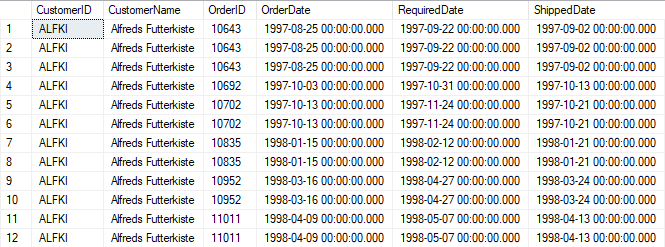 CustomerID CustomerName OrderID OrderDate RequiredDate ShippedDate
1 ALFKI Alfreds Futterkiste 10643 1997-08-25 00:00:00.000 1997-09-22 00:00:00.000 1997-09-02 00:00:00.000
2 ALFKI Alfreds Futterkiste 10643 1997-08-25 00:00:00.000 1997-09-22 00:00:00.000 1997-09-02 00:00:00.000
3 ALFKI Alfreds Futterkiste 10643 1997-08-25 00:00:00.000 1997-09-22 00:00:00.000 1997-09-02 00:00:00.000
4 ALFKI Alfreds Futterkiste 10692 1997-10-03 00:00:00.000 1997-10-31 00:00:00.000 1997-10-13 00:00:00.000
5 ALFKI Alfreds Futterkiste 10702 1997-10-13 00:00:00.000 1997-11-24 00:00:00.000 1997-10-21 00:00:00.000
6 ALFKI Alfreds Futterkiste 10702 1997-10-13 00:00:00.000 1997-11-24 00:00:00.000 1997-10-21 00:00:00.000
7 ALFKI Alfreds Futterkiste 10835 1998-01-15 00:00:00.000 1998-02-12 00:00:00.000 1998-01-21 00:00:00.000
8 ALFKI Alfreds Futterkiste 10835 1998-01-15 00:00:00.000 1998-02-12 00:00:00.000 1998-01-21 00:00:00.000
9 ALFKI Alfreds Futterkiste 10952 1998-03-16 00:00:00.000 1998-04-27 00:00:00.000 1998-03-24 00:00:00.000
10 ALFKI Alfreds Futterkiste 10952 1998-03-16 00:00:00.000 1998-04-27 00:00:00.000 1998-03-24 00:00:00.000
11 ALFKI Alfreds Futterkiste 11011 1998-04-09 00:00:00.000 1998-05-07 00:00:00.000 1998-04-13 00:00:00.000
12 ALFKI Alfreds Futterkiste 11011 1998-04-09 00:00:00.000 1998-05-07 00:00:00.000 1998-04-13 00:00:00.000